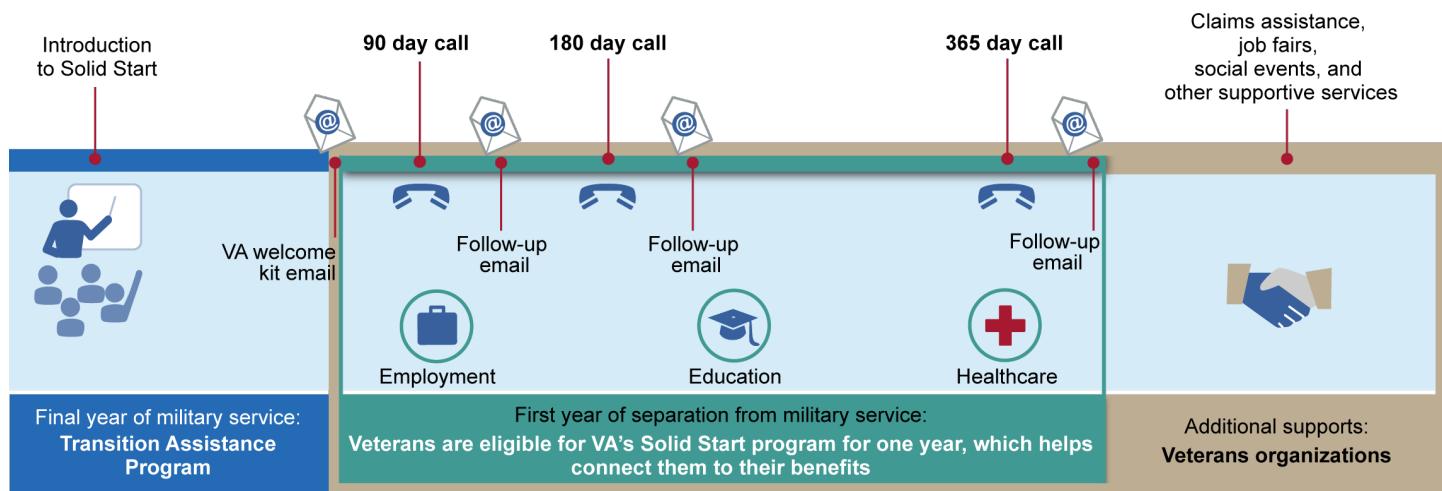 Introduction
to Solid Start
90 day call
180 day call
365 day call
Claims assistance,
job fairs,
social events, and
other supportive services
@
@
@
@
VA welcome
kit email
Follow-up
email
Follow-up
email
Follow-up
email
Employment
Education
Healthcare
Final year of military service:
Transition Assistance
Program
First year of separation from military service:
Veterans are eligible for VA's Solid Start program for one year, which helps
connect them to their benefits
Additional supports:
Veterans organizations